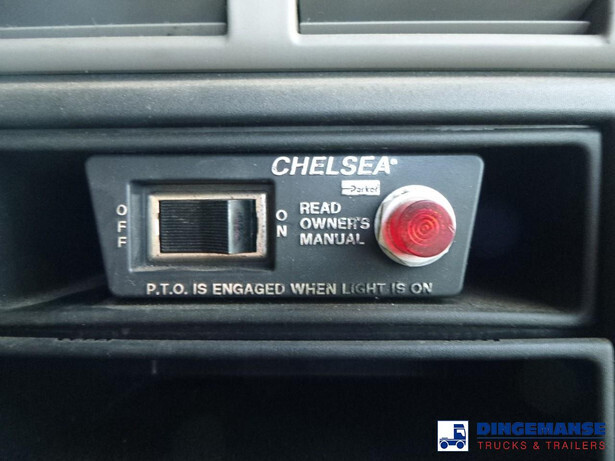 CHELSEA®
Parker
OFF
ON
READ
OWNER'S
MANUAL
P.T.O. IS ENGAGED WHEN LIGHT IS ON
DINGEMANSE
TRUCKS & TRAILERS